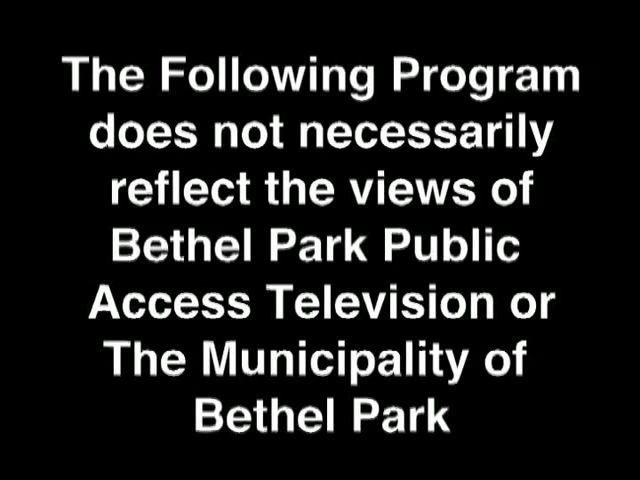 The Following Program
does not necessarily
reflect the views of
Bethel Park Public
Access Television or
The Municipality of
Bethel Park